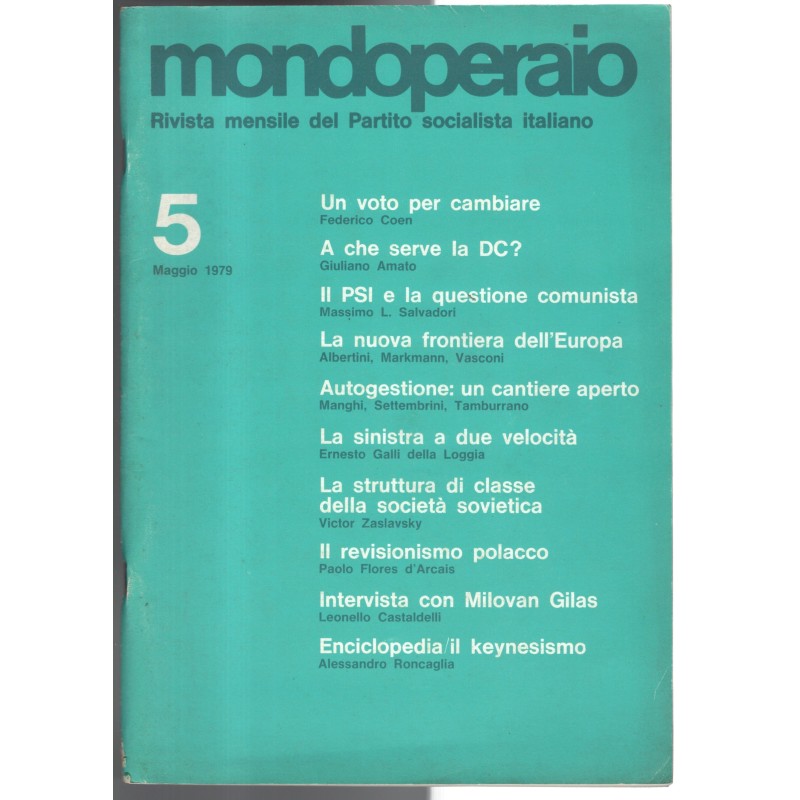 mondoperaio
Rivista mensile del Partito socialista italiano
5
Maggio 1979
Un voto per cambiare
Federico Coen
A che serve la DC?
Giuliano Amato
Il PSI e la questione comunista
Massimo L. Salvadori
La nuova frontiera dell'Europa
Albertini, Markmann, Vasconi
Autogestione: un cantiere aperto
Manghi, Settembrini, Tamburrano
La sinistra a due velocità
Ernesto Galli della Loggia
La struttura di classe
della società sovietica
Victor Zaslavsky
Il revisionismo polacco
Paolo Flores d'Arcais
Intervista con Milovan Gilas
Leonello Castaldelli
Enciclopedia/il keynesismo
Alessandro Roncaglia